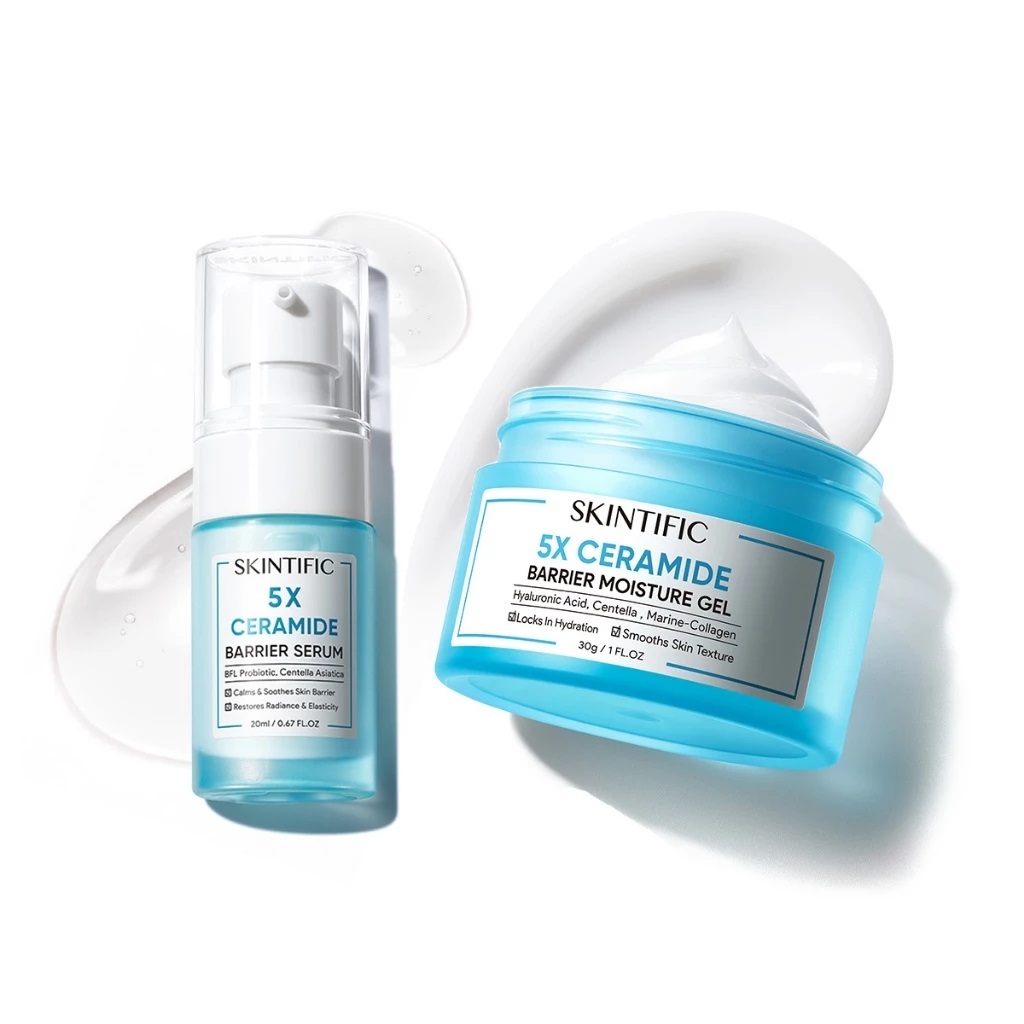 SKINTIFIC
5X
CERAMIDE
BARRIER SERUM
BFL Probiotic, Centella Asiatica
Calms & Soothes Skin Barrier
Restores Radiance & Elasticity
20ml / 0.67 FL.OZ
SKINTIFIC
5X CERAMIDE
BARRIER MOISTURE GEL
Hyaluronic Acid, Centella , Marine-Collagen
Locks In Hydration Smooths Skin Texture
30g / 1 FL.OZ